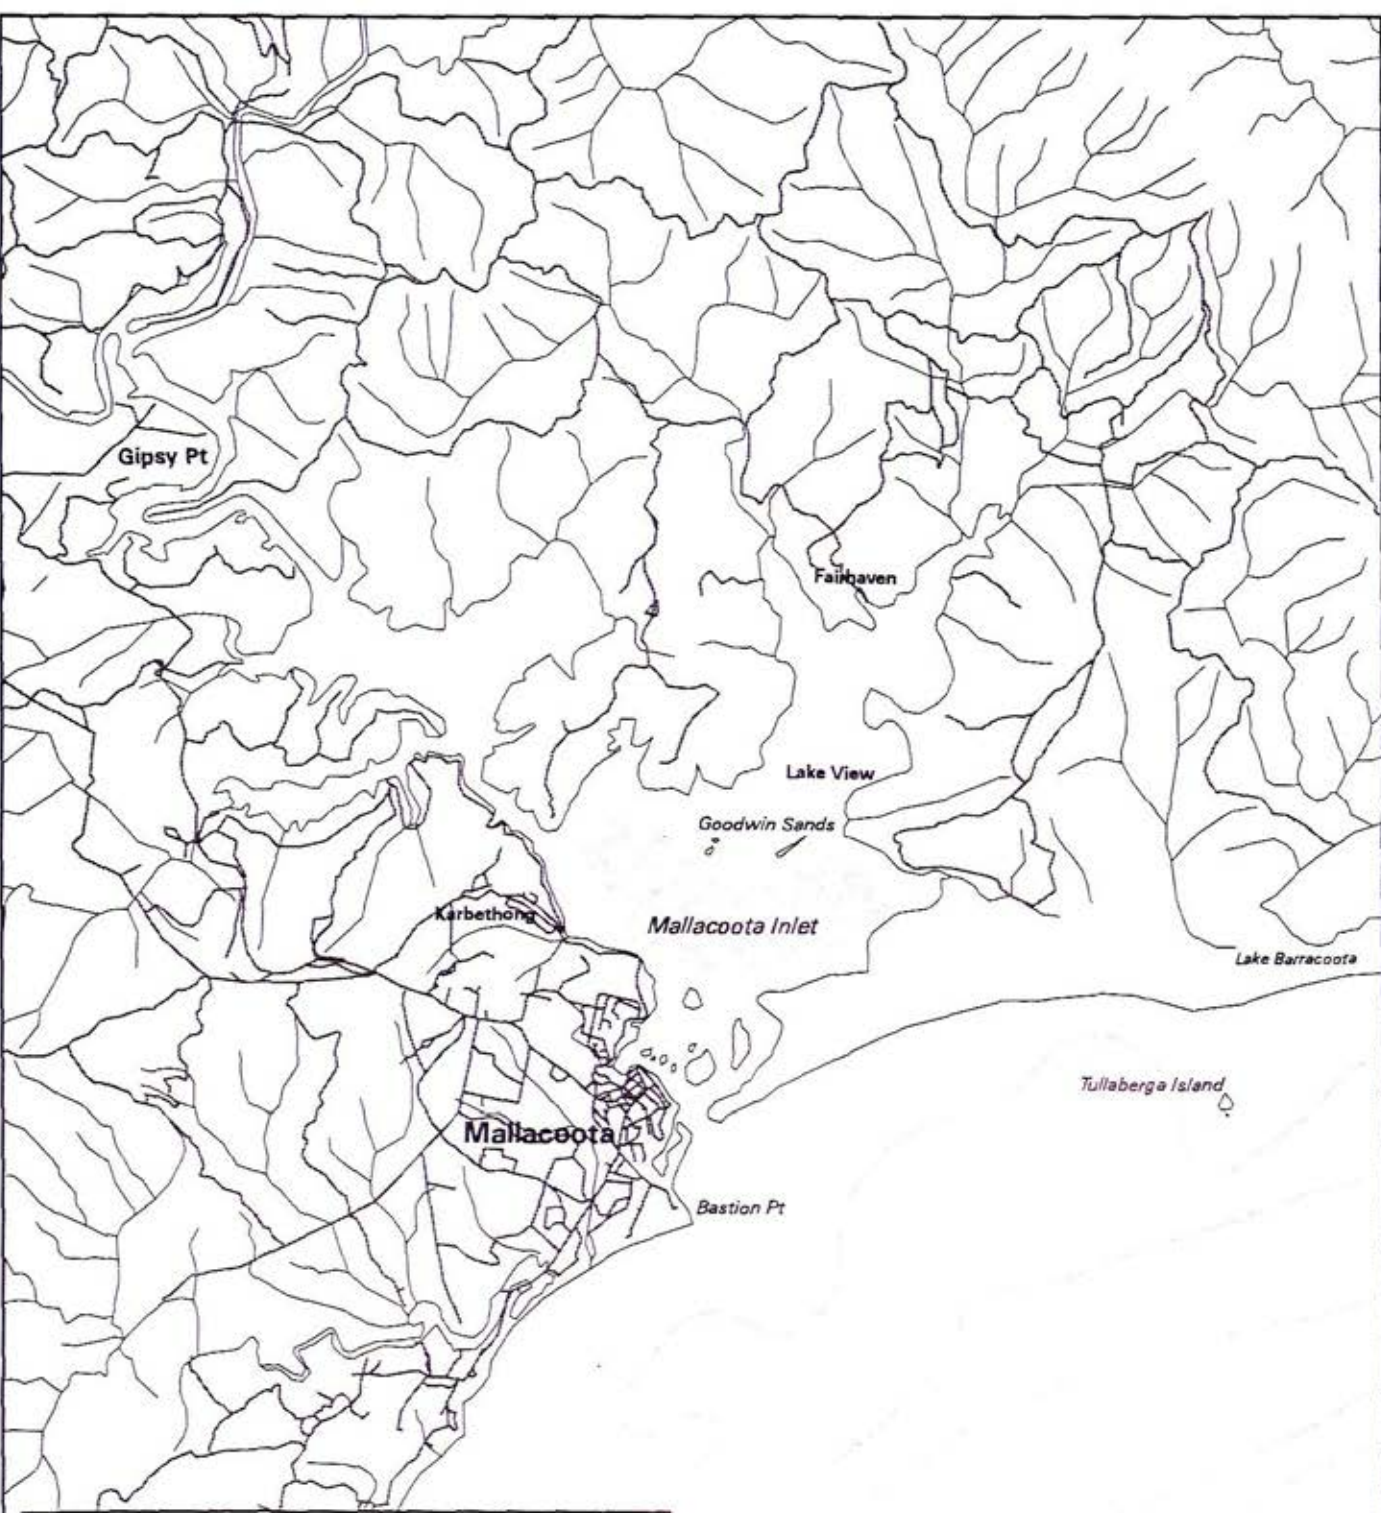 Gipsy Pt
Fairhaven
Lake View
Goodwin Sands
Karbethong
Mallacoota Inlet
Lake Barracoota
Tullaberga Island
Mallacoota
Bastion Pt